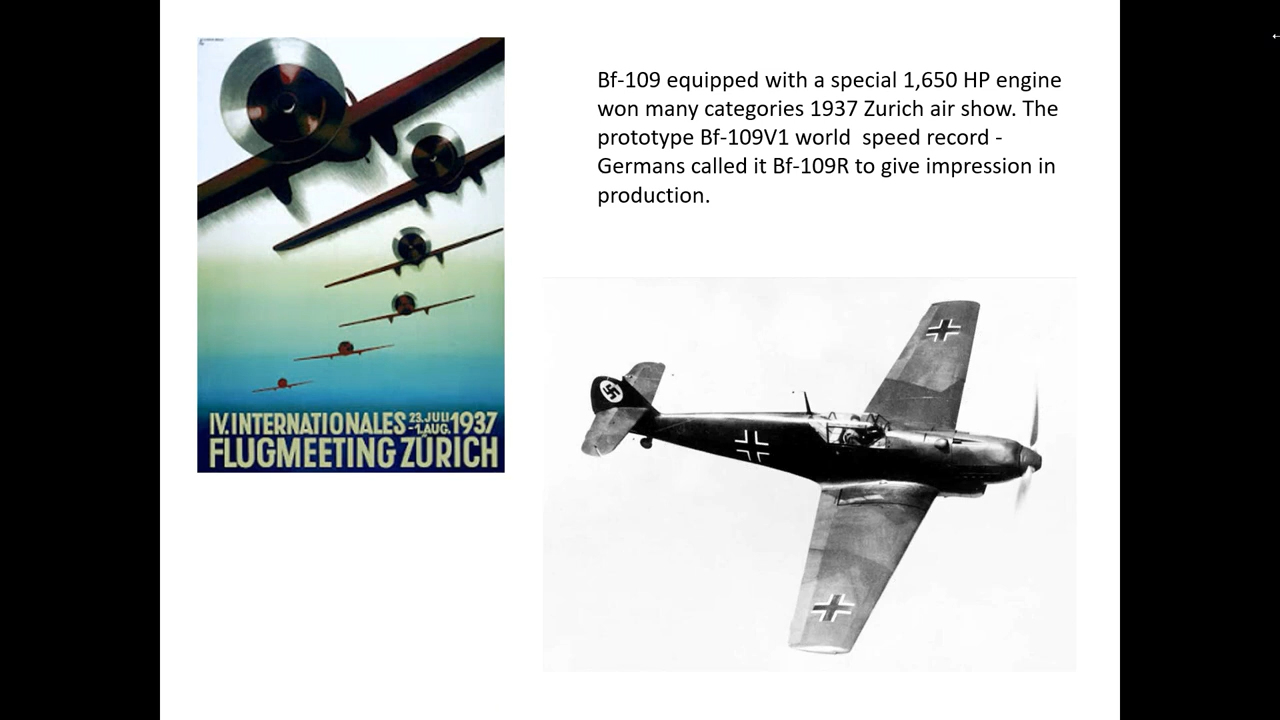 IV. INTERNATIONALES 23. JULI 1937
-1. AUG.
FLUGMEETING ZÜRICH
Bf-109 equipped with a special 1,650 HP engine
won many categories 1937 Zurich air show. The
prototype Bf-109V1 world  speed record -
Germans called it Bf-109R to give impression in
production.